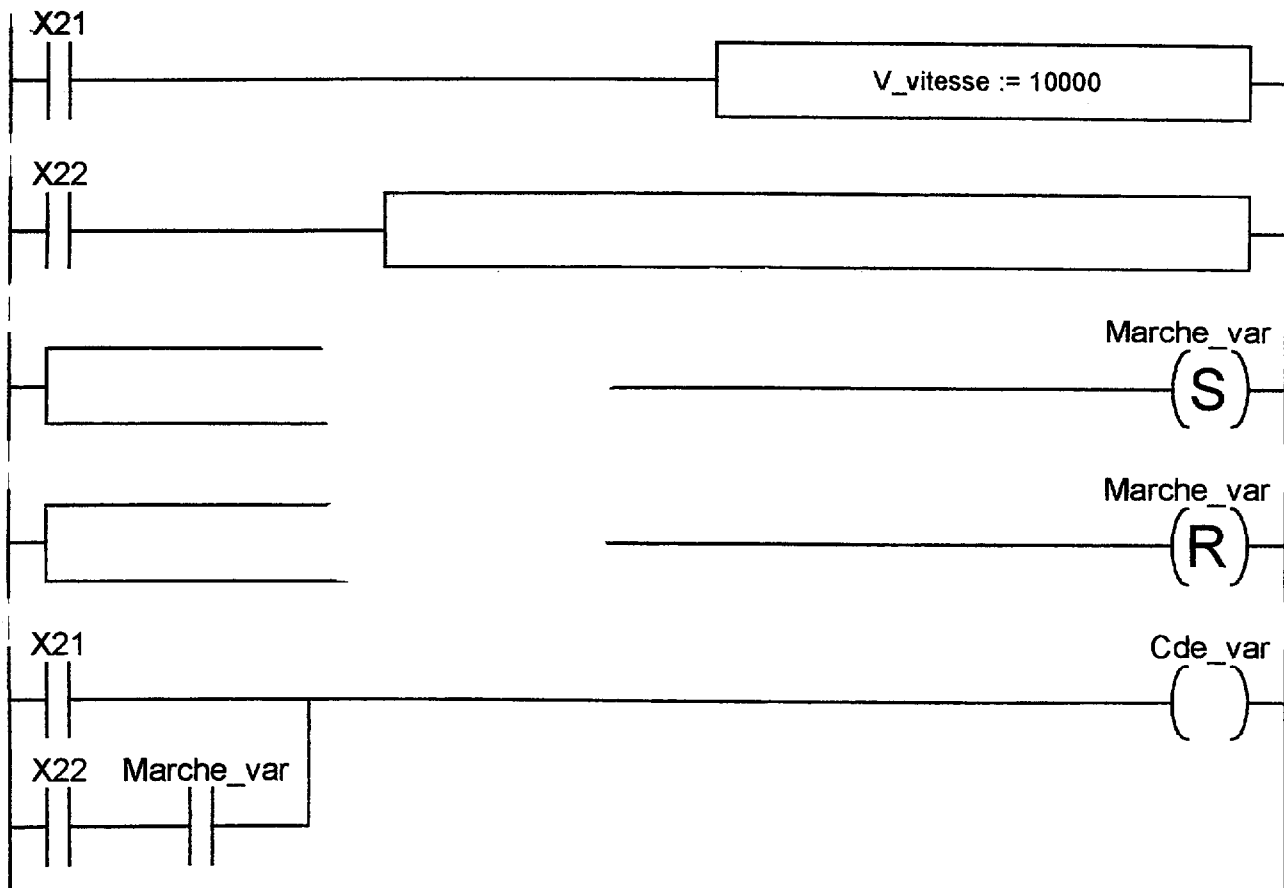 X21
V_vitesse := 10000
X22
Marche_var
S
Marche_var
R
X21
Cde_var
X22 Marche_var